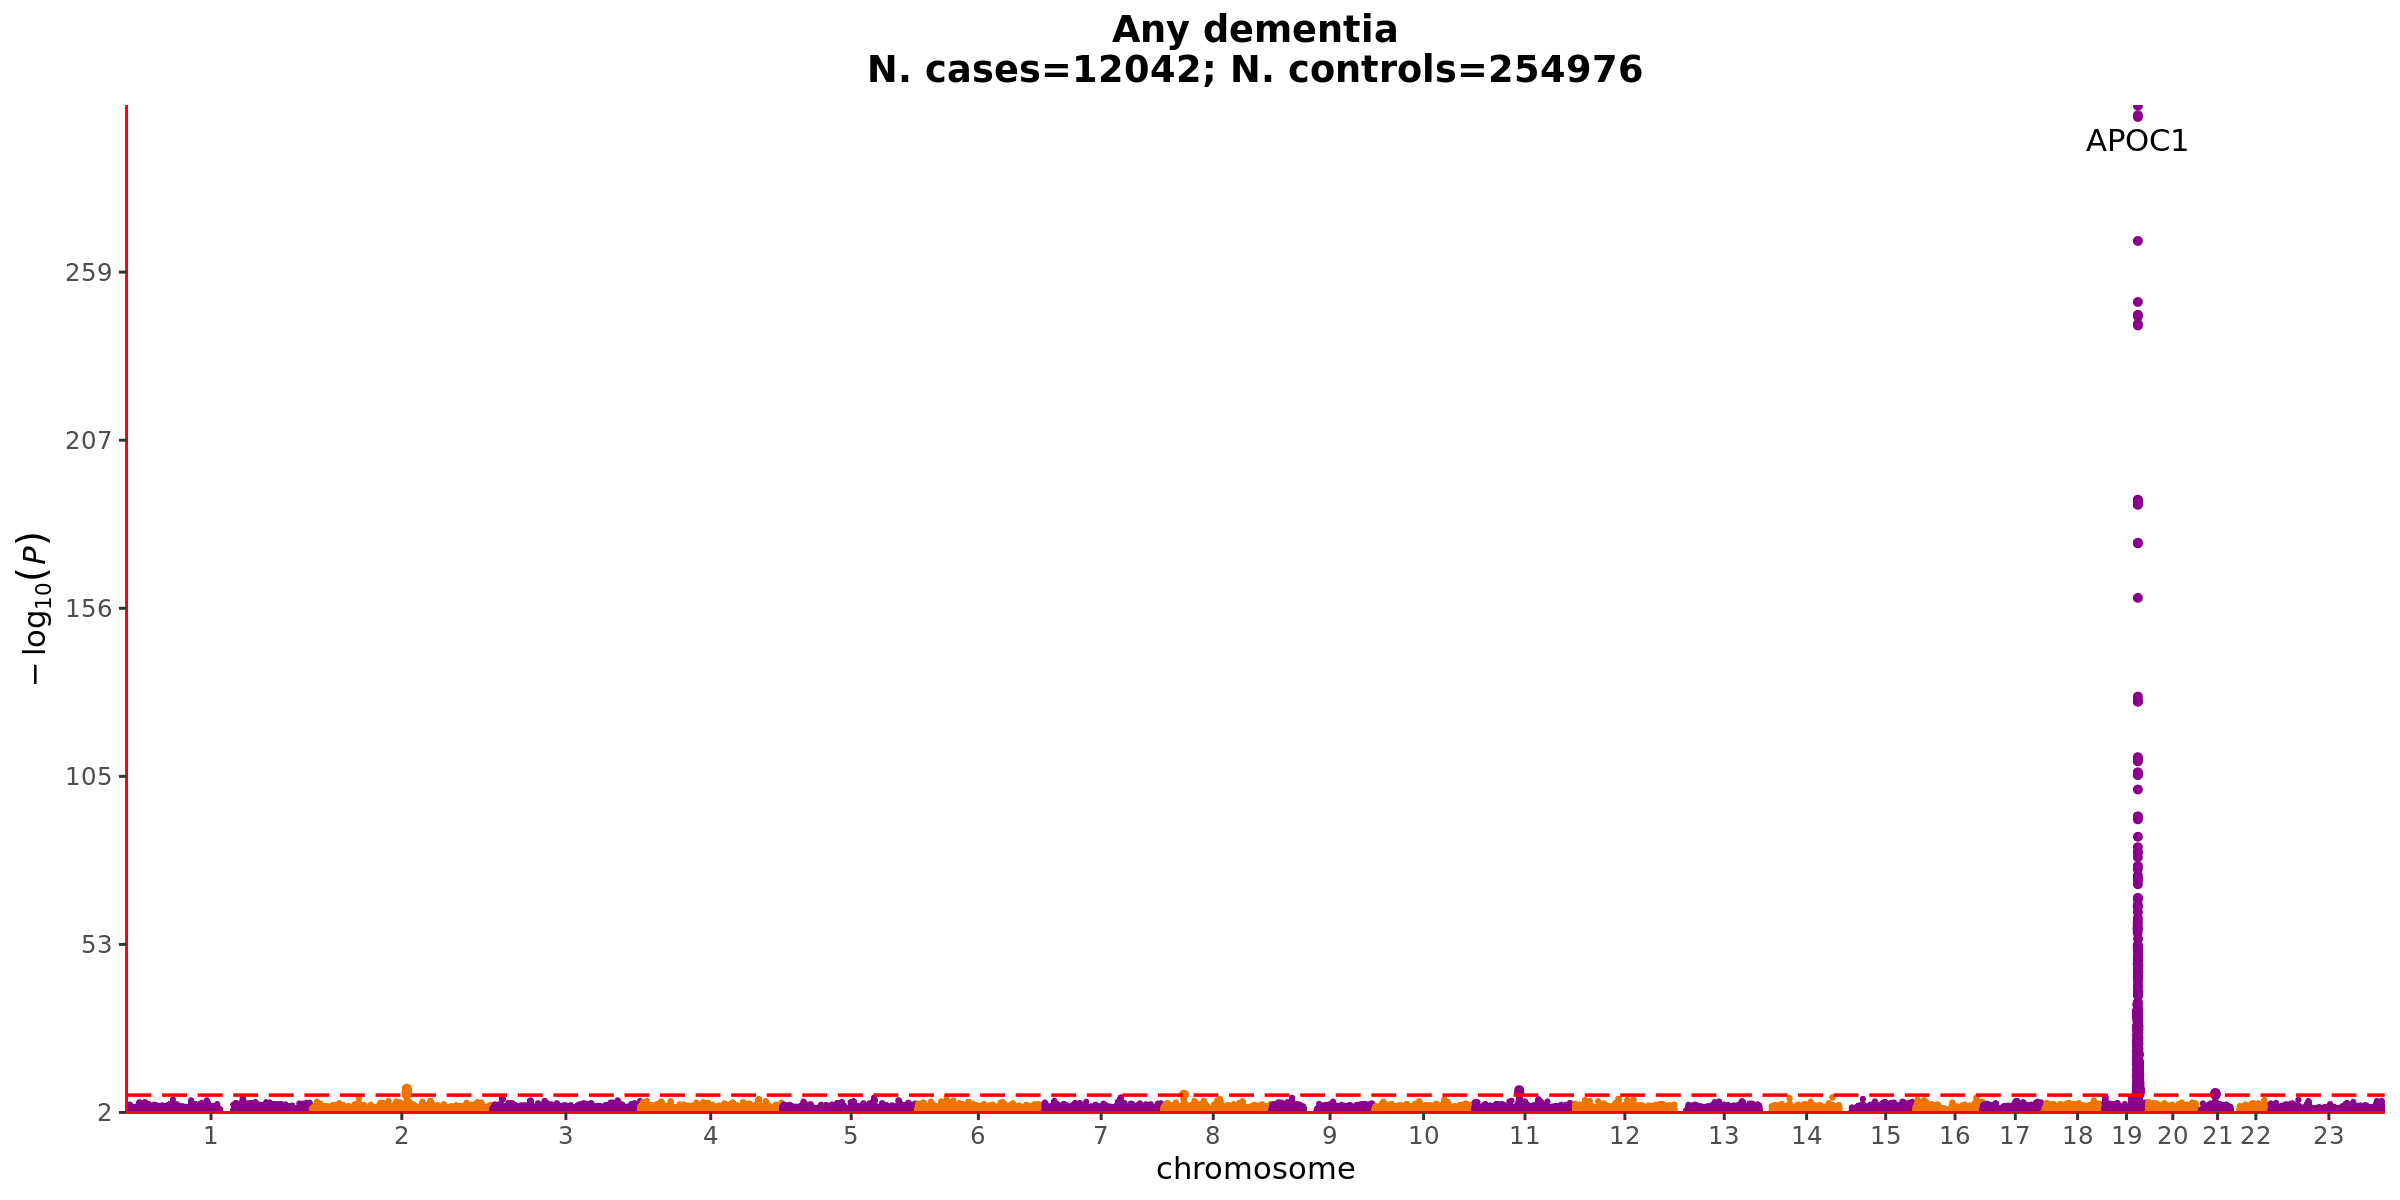 Any dementia
N. cases=12042; N. controls=254976
APOC1
259
207
156
105
53
2
−log10(P)
1 2 3 4 5 6 7 8 9 10 11 12 13 14 15 16 17 18 19 20 21 22 23
chromosome